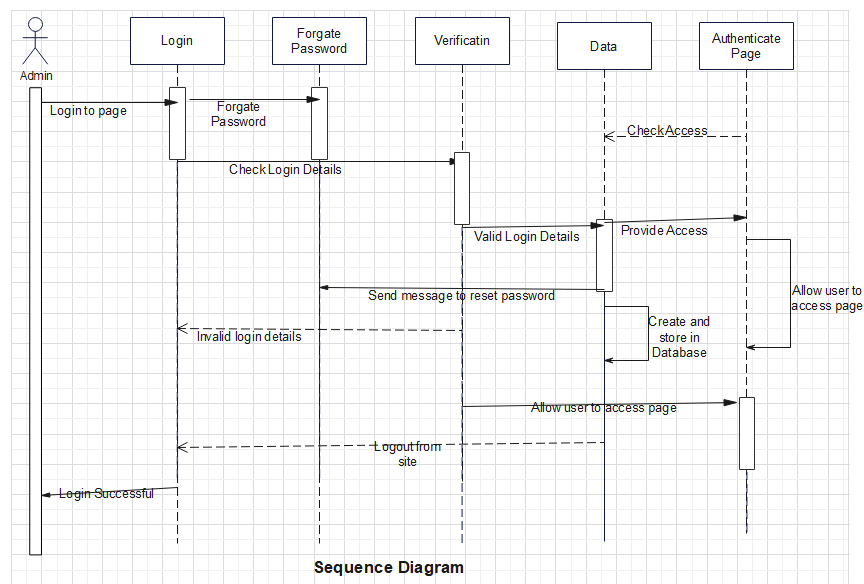 Login
Forgate
Password
Verificatin
Data
Authenticate
Page
Admin
Login to page
Forgate
Password
Check Access
Check Login Details
Valid Login Details
Provide Access
Allow user to
access page
Send message to reset password
Create and
store in
Database
Invalid login details
Allow user to access page
Logout from
site
Login Successful
Sequence Diagram